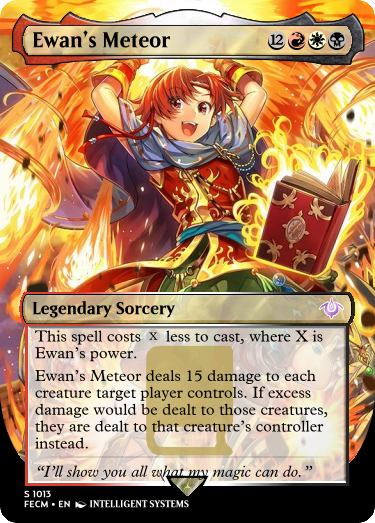 Ewan's Meteor 12
Legendary Sorcery
This spell costs X less to cast, where X is
Ewan's power.
Ewan's Meteor deals 15 damage to each
creature target player controls. If excess
damage would be dealt to those creatures,
they are dealt to that creature's controller
instead.
“I'll show you all what my magic can do.”
S 1013
FECM • EN INTELLIGENT SYSTEMS